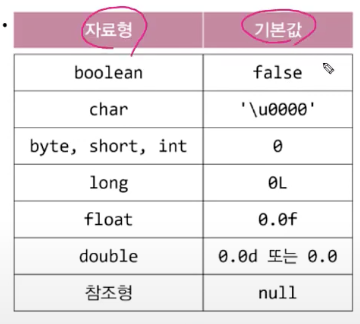 자료형 기본값
boolean false
char '\u0000'
byte, short, int 0
long 0L
float 0.0f
double 0.0d 또는 0.0
참조형 null